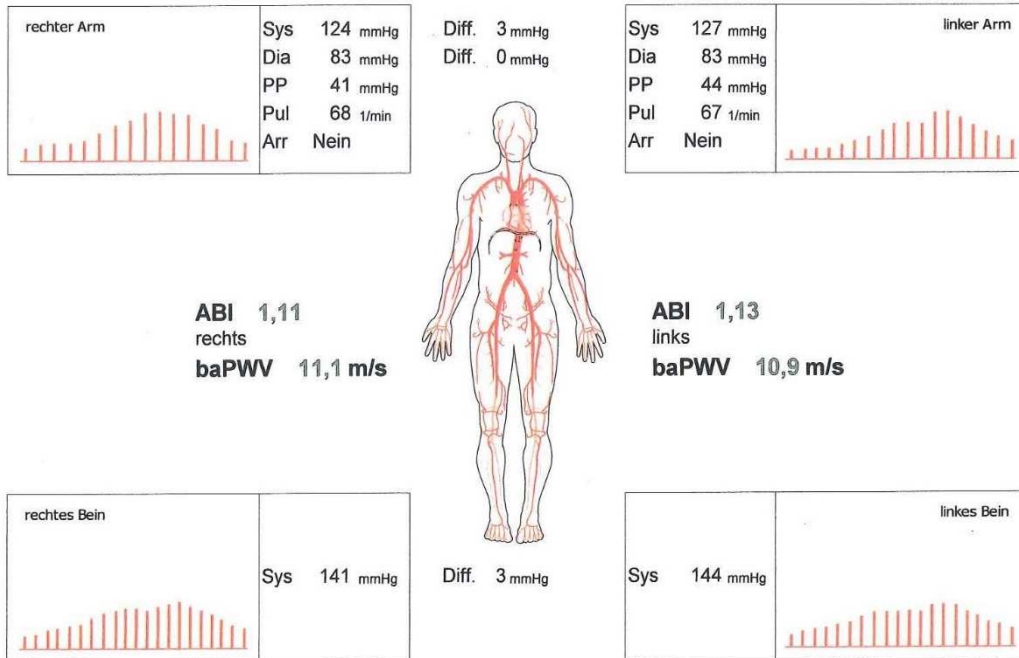 rechter Arm
Sys 124 mmHg
Dia 83 mmHg
PP 41 mmHg
Pul 68 1/min
Arr Nein
Diff. 3 mmHg
Diff. 0 mmHg
Sys 127 mmHg
Dia 83 mmHg
PP 44 mmHg
Pul 67 1/min
Arr Nein
linker Arm
ABI 1,11
rechts
baPWV 11,1 m/s
ABI 1,13
links
baPWV 10,9 m/s
rechtes Bein
Sys 141 mmHg
Diff. 3 mmHg
Sys 144 mmHg
linkes Bein